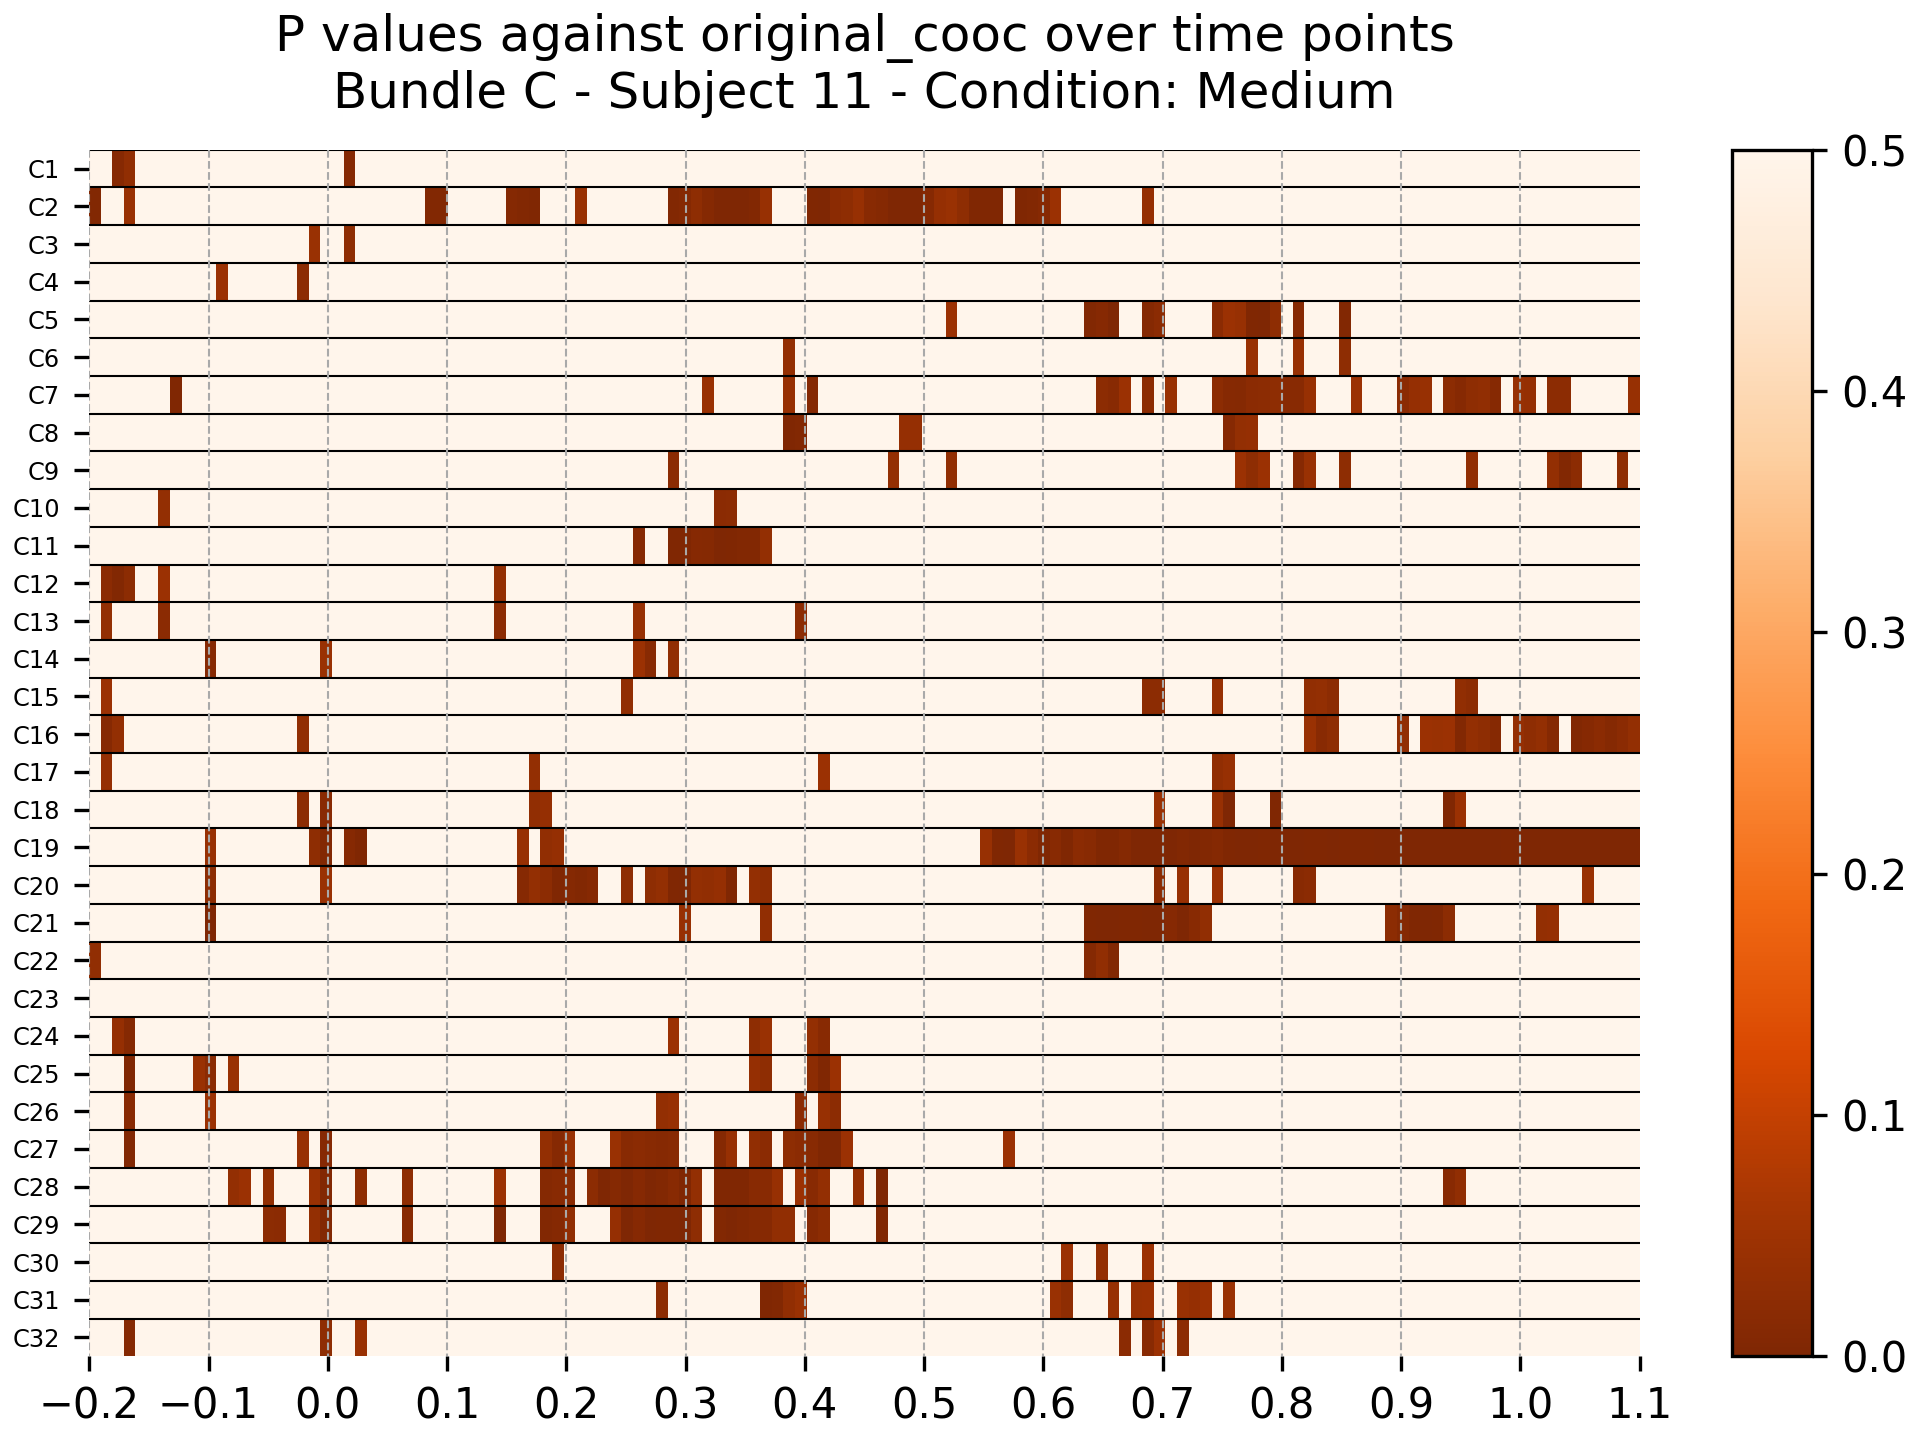 P values against original_cooc over time points
Bundle C - Subject 11 - Condition: Medium
C1
C2
C3
C4
C5
C6
C7
C8
C9
C10
C11
C12
C13
C14
C15
C16
C17
C18
C19
C20
C21
C22
C23
C24
C25
C26
C27
C28
C29
C30
C31
C32
−0.2 −0.1 0.0 0.1 0.2 0.3 0.4 0.5 0.6 0.7 0.8 0.9 1.0 1.1
0.5
0.4
0.3
0.2
0.1
0.0